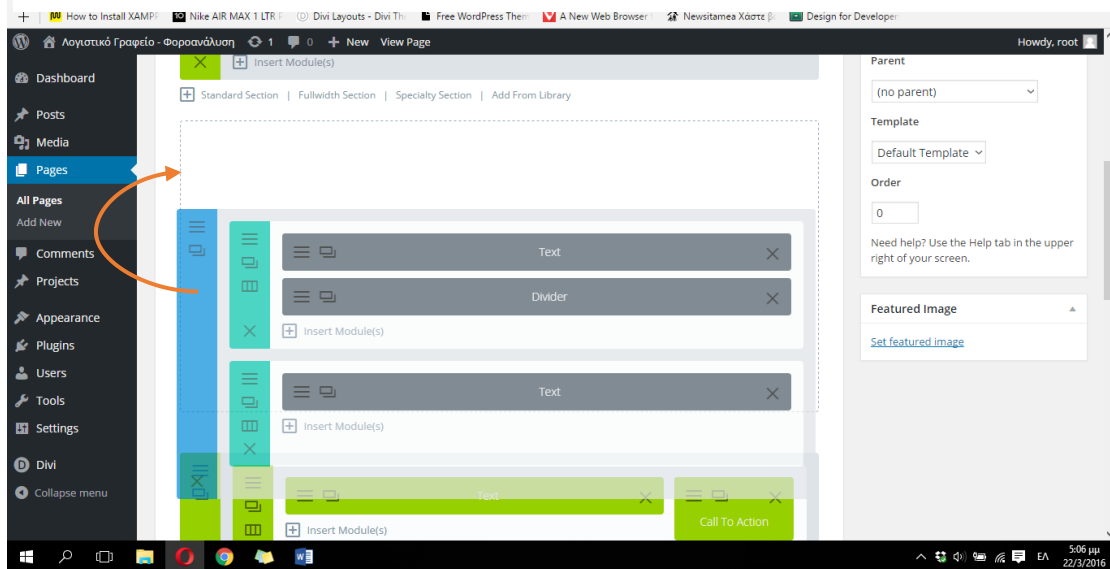 How to Install XAMPP
Nike AIR MAX 1 LTR
Divi Layouts - Divi Th
Free WordPress Them
A New Web Browser
Newsitamea Χάστε β
Design for Developer
Λογιστικό Γραφείο - Φοροανάλυση 1 0 + New View Page
Howdy, root
Dashboard
Posts
Media
Pages
All Pages
Add New
Comments
Projects
Appearance
Plugins
Users
Tools
Settings
Divi
Collapse menu
Insert Module(s)
Standard Section | Fullwidth Section | Specialty Section | Add From Library
Text
Divider
Insert Module(s)
Text
Insert Module(s)
Text
Call To Action
Insert Module(s)
Parent
(no parent)
Template
Default Template
Order
0
Need help? Use the Help tab in the upper
right of your screen.
Featured Image
Set featured image
ΕΛ
5:06 μμ
22/3/2016